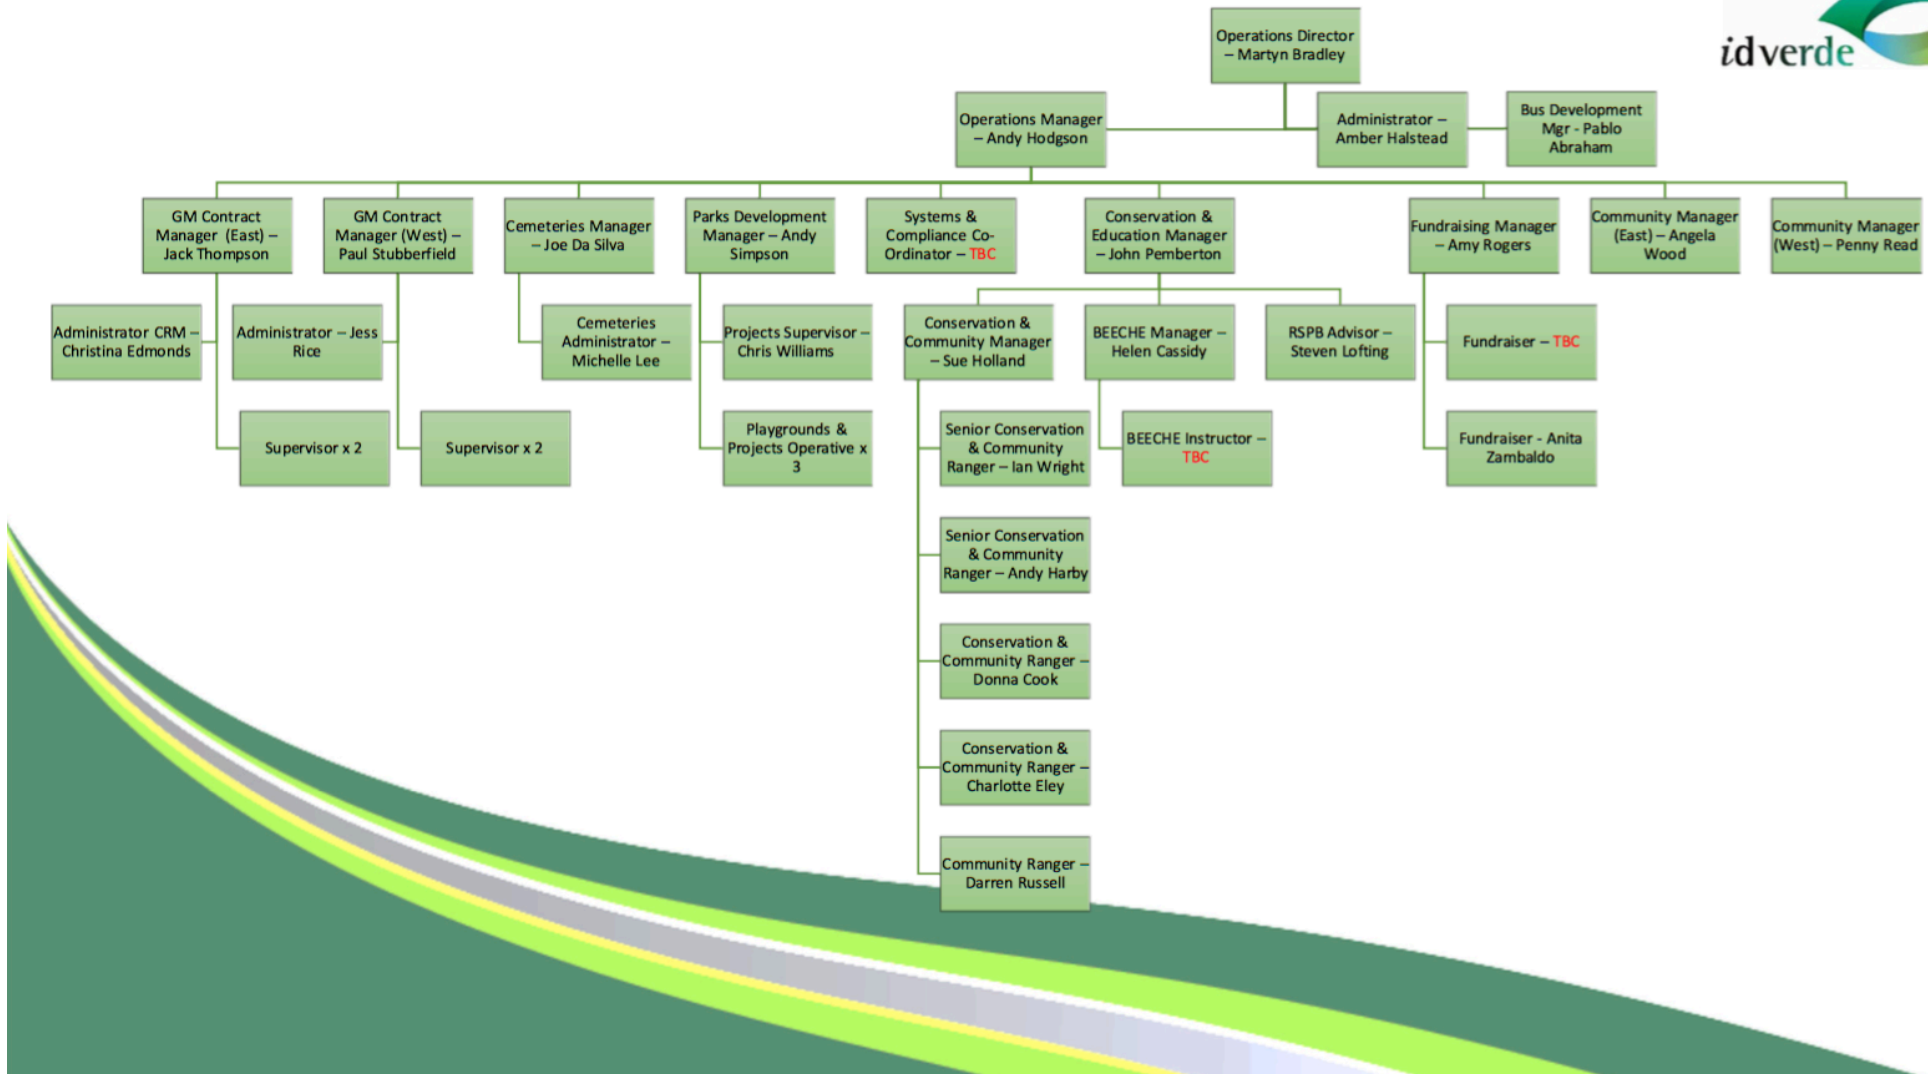 Operations Director
– Martyn Bradley
idverde
Operations Manager
– Andy Hodgson
Administrator –
Amber Halstead
Bus Development
Mgr - Pablo
Abraham
GM Contract
Manager (East) –
Jack Thompson
GM Contract
Manager (West) –
Paul Stubberfield
Cemeteries Manager
– Joe Da Silva
Parks Development
Manager – Andy
Simpson
Systems &
Compliance Co-
Ordinator – TBC
Conservation &
Education Manager
– John Pemberton
Fundraising Manager
– Amy Rogers
Community Manager
(East) – Angela
Wood
Community Manager
(West) – Penny Read
Administrator CRM –
Christina Edmonds
Administrator – Jess
Rice
Cemeteries
Administrator –
Michelle Lee
Projects Supervisor –
Chris Williams
Conservation &
Community Manager
– Sue Holland
BEECHE Manager –
Helen Cassidy
RSPB Advisor –
Steven Lofting
Fundraiser – TBC
Supervisor x 2
Supervisor x 2
Playgrounds &
Projects Operative x
3
Senior Conservation
& Community
Ranger – Ian Wright
BEECHE Instructor –
TBC
Fundraiser - Anita
Zambaldo
Senior Conservation
& Community
Ranger – Andy Harby
Conservation &
Community Ranger –
Donna Cook
Conservation &
Community Ranger –
Charlotte Eley
Community Ranger –
Darren Russell